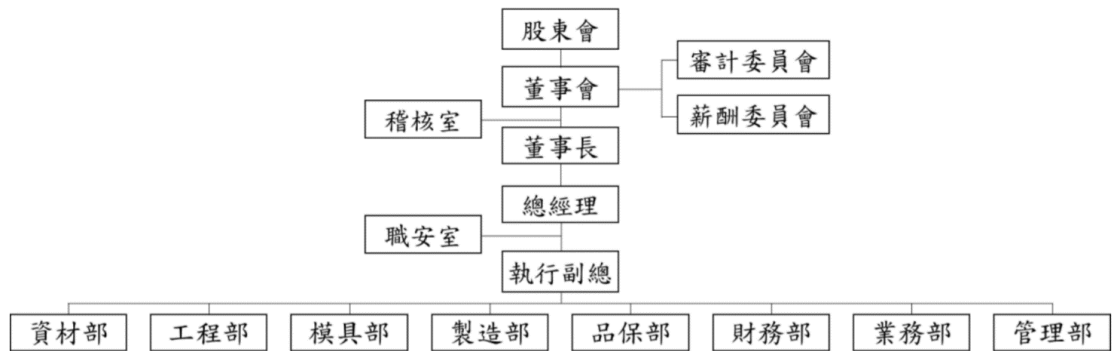 股東會
審計委員會
董事會
薪酬委員會
稽核室
董事長
總經理
職安室
執行副總
資材部
工程部
模具部
製造部
品保部
財務部
業務部
管理部